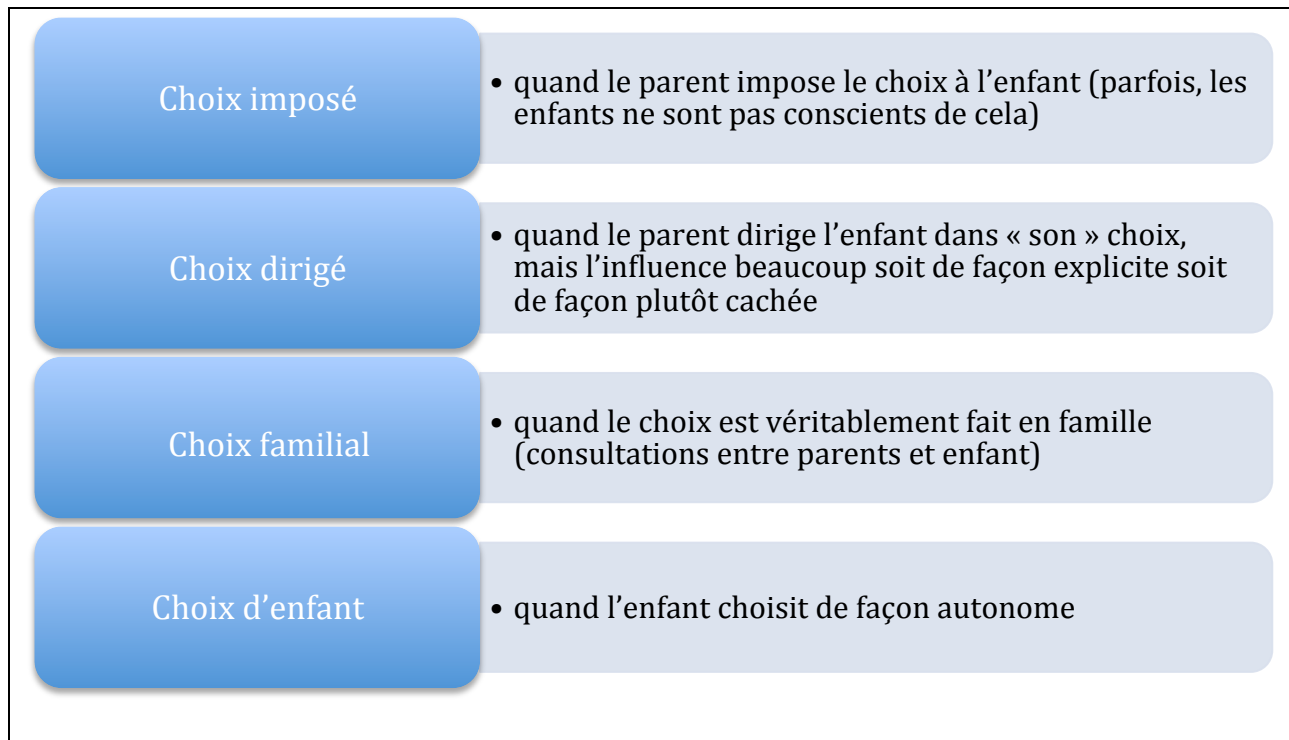 Choix imposé
• quand le parent impose le choix à l’enfant (parfois, les
enfants ne sont pas conscients de cela)
Choix dirigé
• quand le parent dirige l’enfant dans « son » choix,
mais l’influence beaucoup soit de façon explicite soit
de façon plutôt cachée
Choix familial
• quand le choix est véritablement fait en famille
(consultations entre parents et enfant)
Choix d’enfant
• quand l’enfant choisit de façon autonome